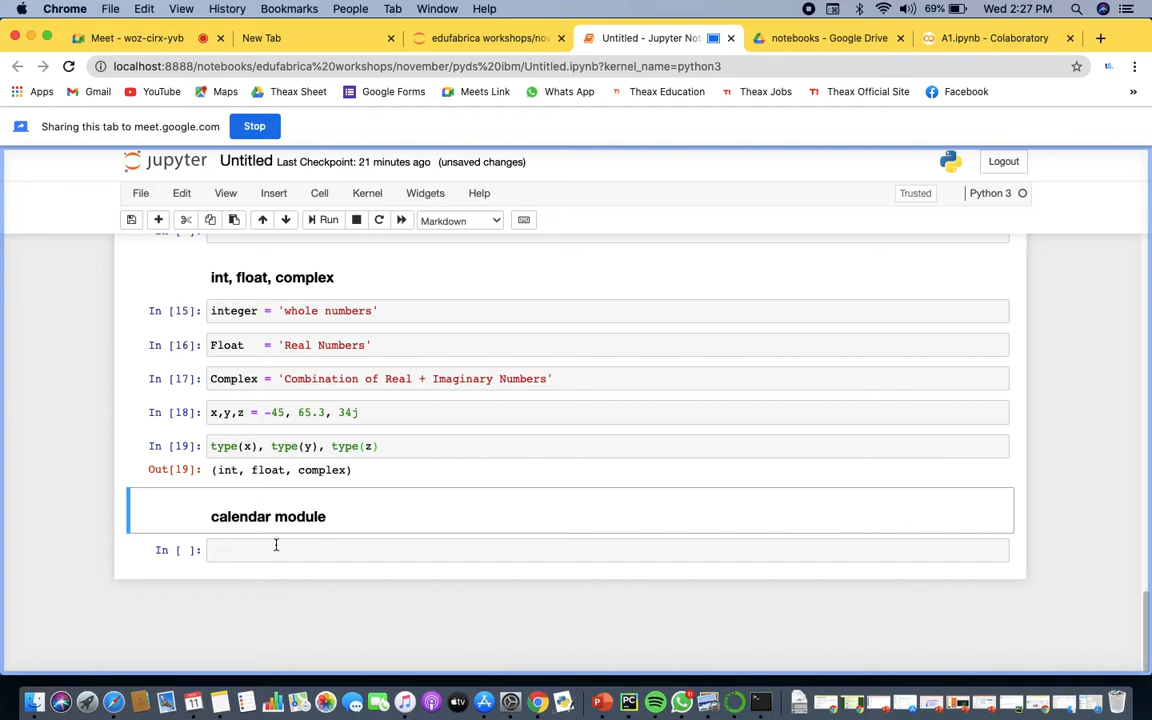 Chrome File Edit View History Bookmarks People Tab Window Help 69% Wed 2:27 PM
Meet - woz-cirx-yvb New Tab edufabrica workshops/nov Untitled - Jupyter Not notebooks - Google Drive A1.ipynb - Colaboratory
localhost:8888/notebooks/edufabrica%20workshops/november/pyds%20ibm/Untitled.ipynb?kernel_name=python3
Apps Gmail YouTube Maps Theax Sheet Google Forms Meets Link Whats App Theax Education Theax Jobs Theax Official Site Facebook »
Sharing this tab to meet.google.com Stop
jupyter Untitled Last Checkpoint: 21 minutes ago (unsaved changes) Logout
File Edit View Insert Cell Kernel Widgets Help Trusted Python 3
Run Markdown
In [ ]:
int, float, complex
In [15]: integer = 'whole numbers'
In [16]: Float = 'Real Numbers'
In [17]: Complex = 'Combination of Real + Imaginary Numbers'
In [18]: x,y,z = -45, 65.3, 34j
In [19]: type(x), type(y), type(z)
Out[19]: (int, float, complex)
calendar module
In [ ]: